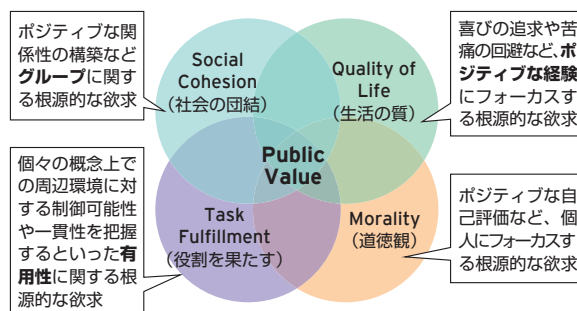 ポジティブな関
係性の構築など
グループに関す
る根源的な欲求
Social
Cohesion
(社会の団結)
Quality of
Life
(生活の質)
喜びの追求や苦
痛の回避など、ポ
ジティブな経験
にフォーカスす
る根源的な欲求
Public
Value
個々の概念上で
の周辺環境に対
する制御可能性
や一貫性を把握
するといった有
用性に関する根
源的な欲求
Task
Fulfillment
(役割を果たす)
Morality
(道徳観)
ポジティブな自
己評価など、個
人にフォーカスす
る根源的な欲求